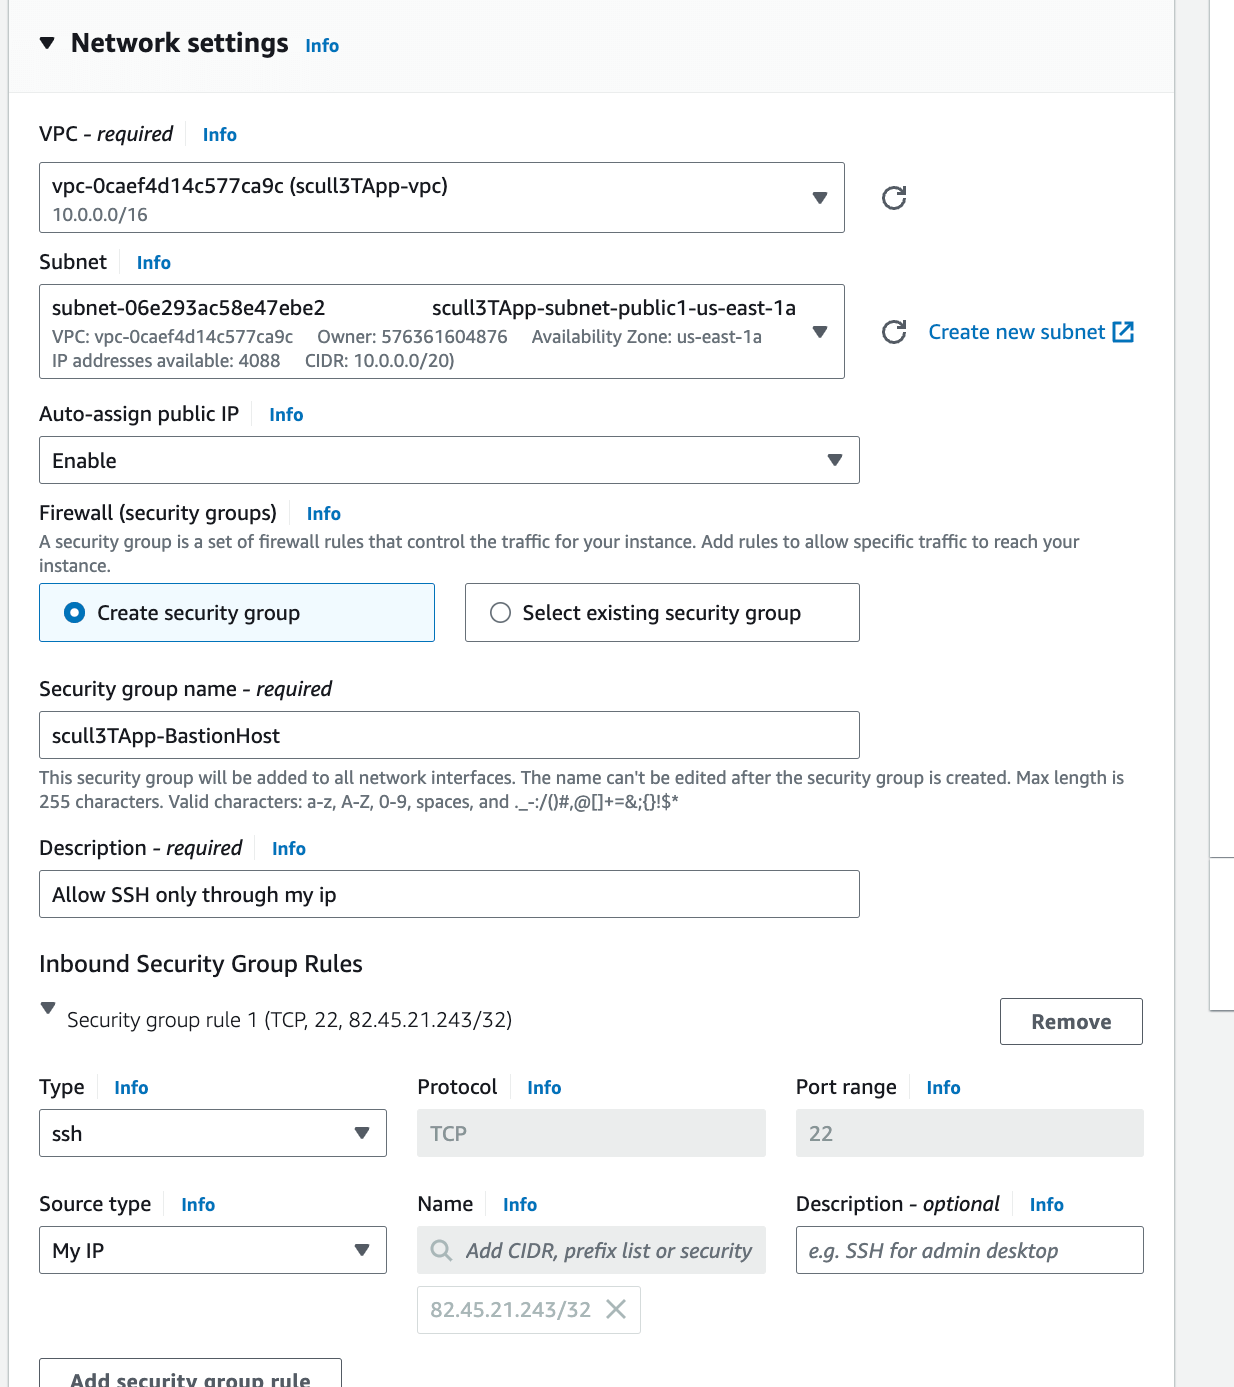 Network settings Info
VPC - required Info
vpc-0caef4d14c577ca9c (scull3TApp-vpc)
10.0.0.0/16
Subnet Info
subnet-06e293ac58e47ebe2 scull3TApp-subnet-public1-us-east-1a
VPC: vpc-0caef4d14c577ca9c Owner: 576361604876 Availability Zone: us-east-1a
IP addresses available: 4088 CIDR: 10.0.0.0/20)
Create new subnet
Auto-assign public IP Info
Enable
Firewall (security groups) Info
A security group is a set of firewall rules that control the traffic for your instance. Add rules to allow specific traffic to reach your
instance.
Create security group Select existing security group
Security group name - required
scull3TApp-BastionHost
This security group will be added to all network interfaces. The name can't be edited after the security group is created. Max length is
255 characters. Valid characters: a-z, A-Z, 0-9, spaces, and ._-:/()#,@[]+=&;{}!$*
Description - required Info
Allow SSH only through my ip
Inbound Security Group Rules
Security group rule 1 (TCP, 22, 82.45.21.243/32) Remove
Type Info Protocol Info Port range Info
ssh TCP 22
Source type Info Name Info Description - optional Info
My IP Add CIDR, prefix list or security e.g. SSH for admin desktop
82.45.21.243/32
Add security group rule